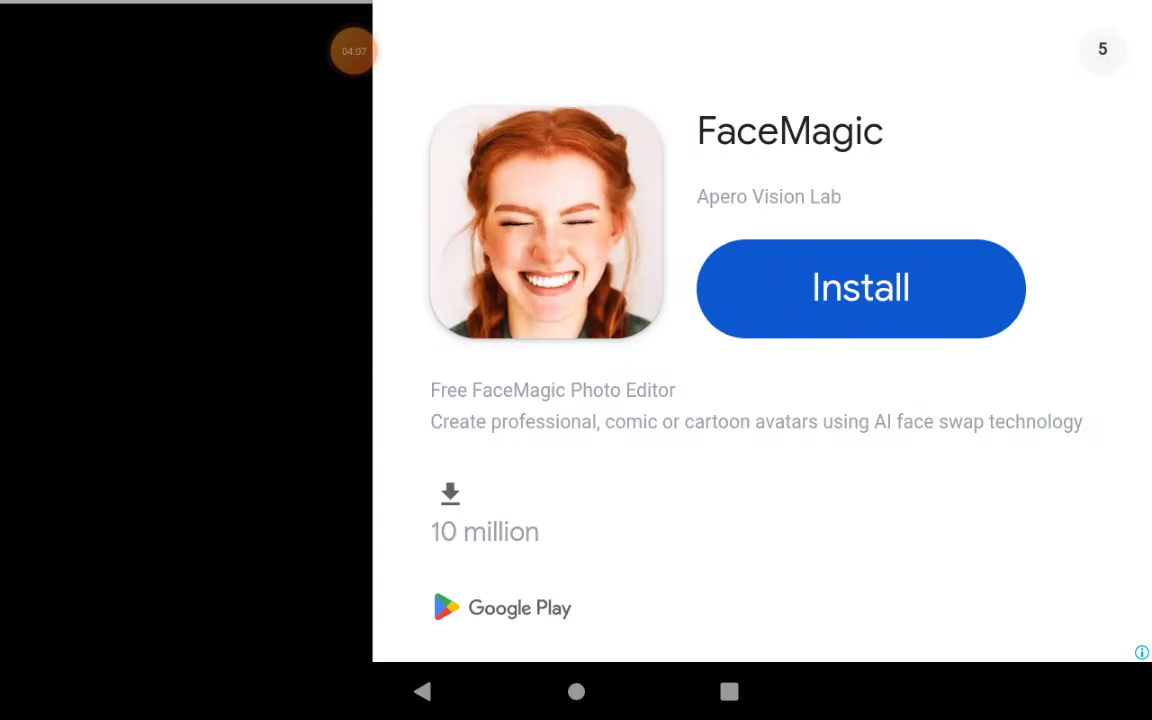 04:07
5
FaceMagic
Apero Vision Lab
Install
Free FaceMagic Photo Editor
Create professional, comic or cartoon avatars using AI face swap technology
10 million
Google Play